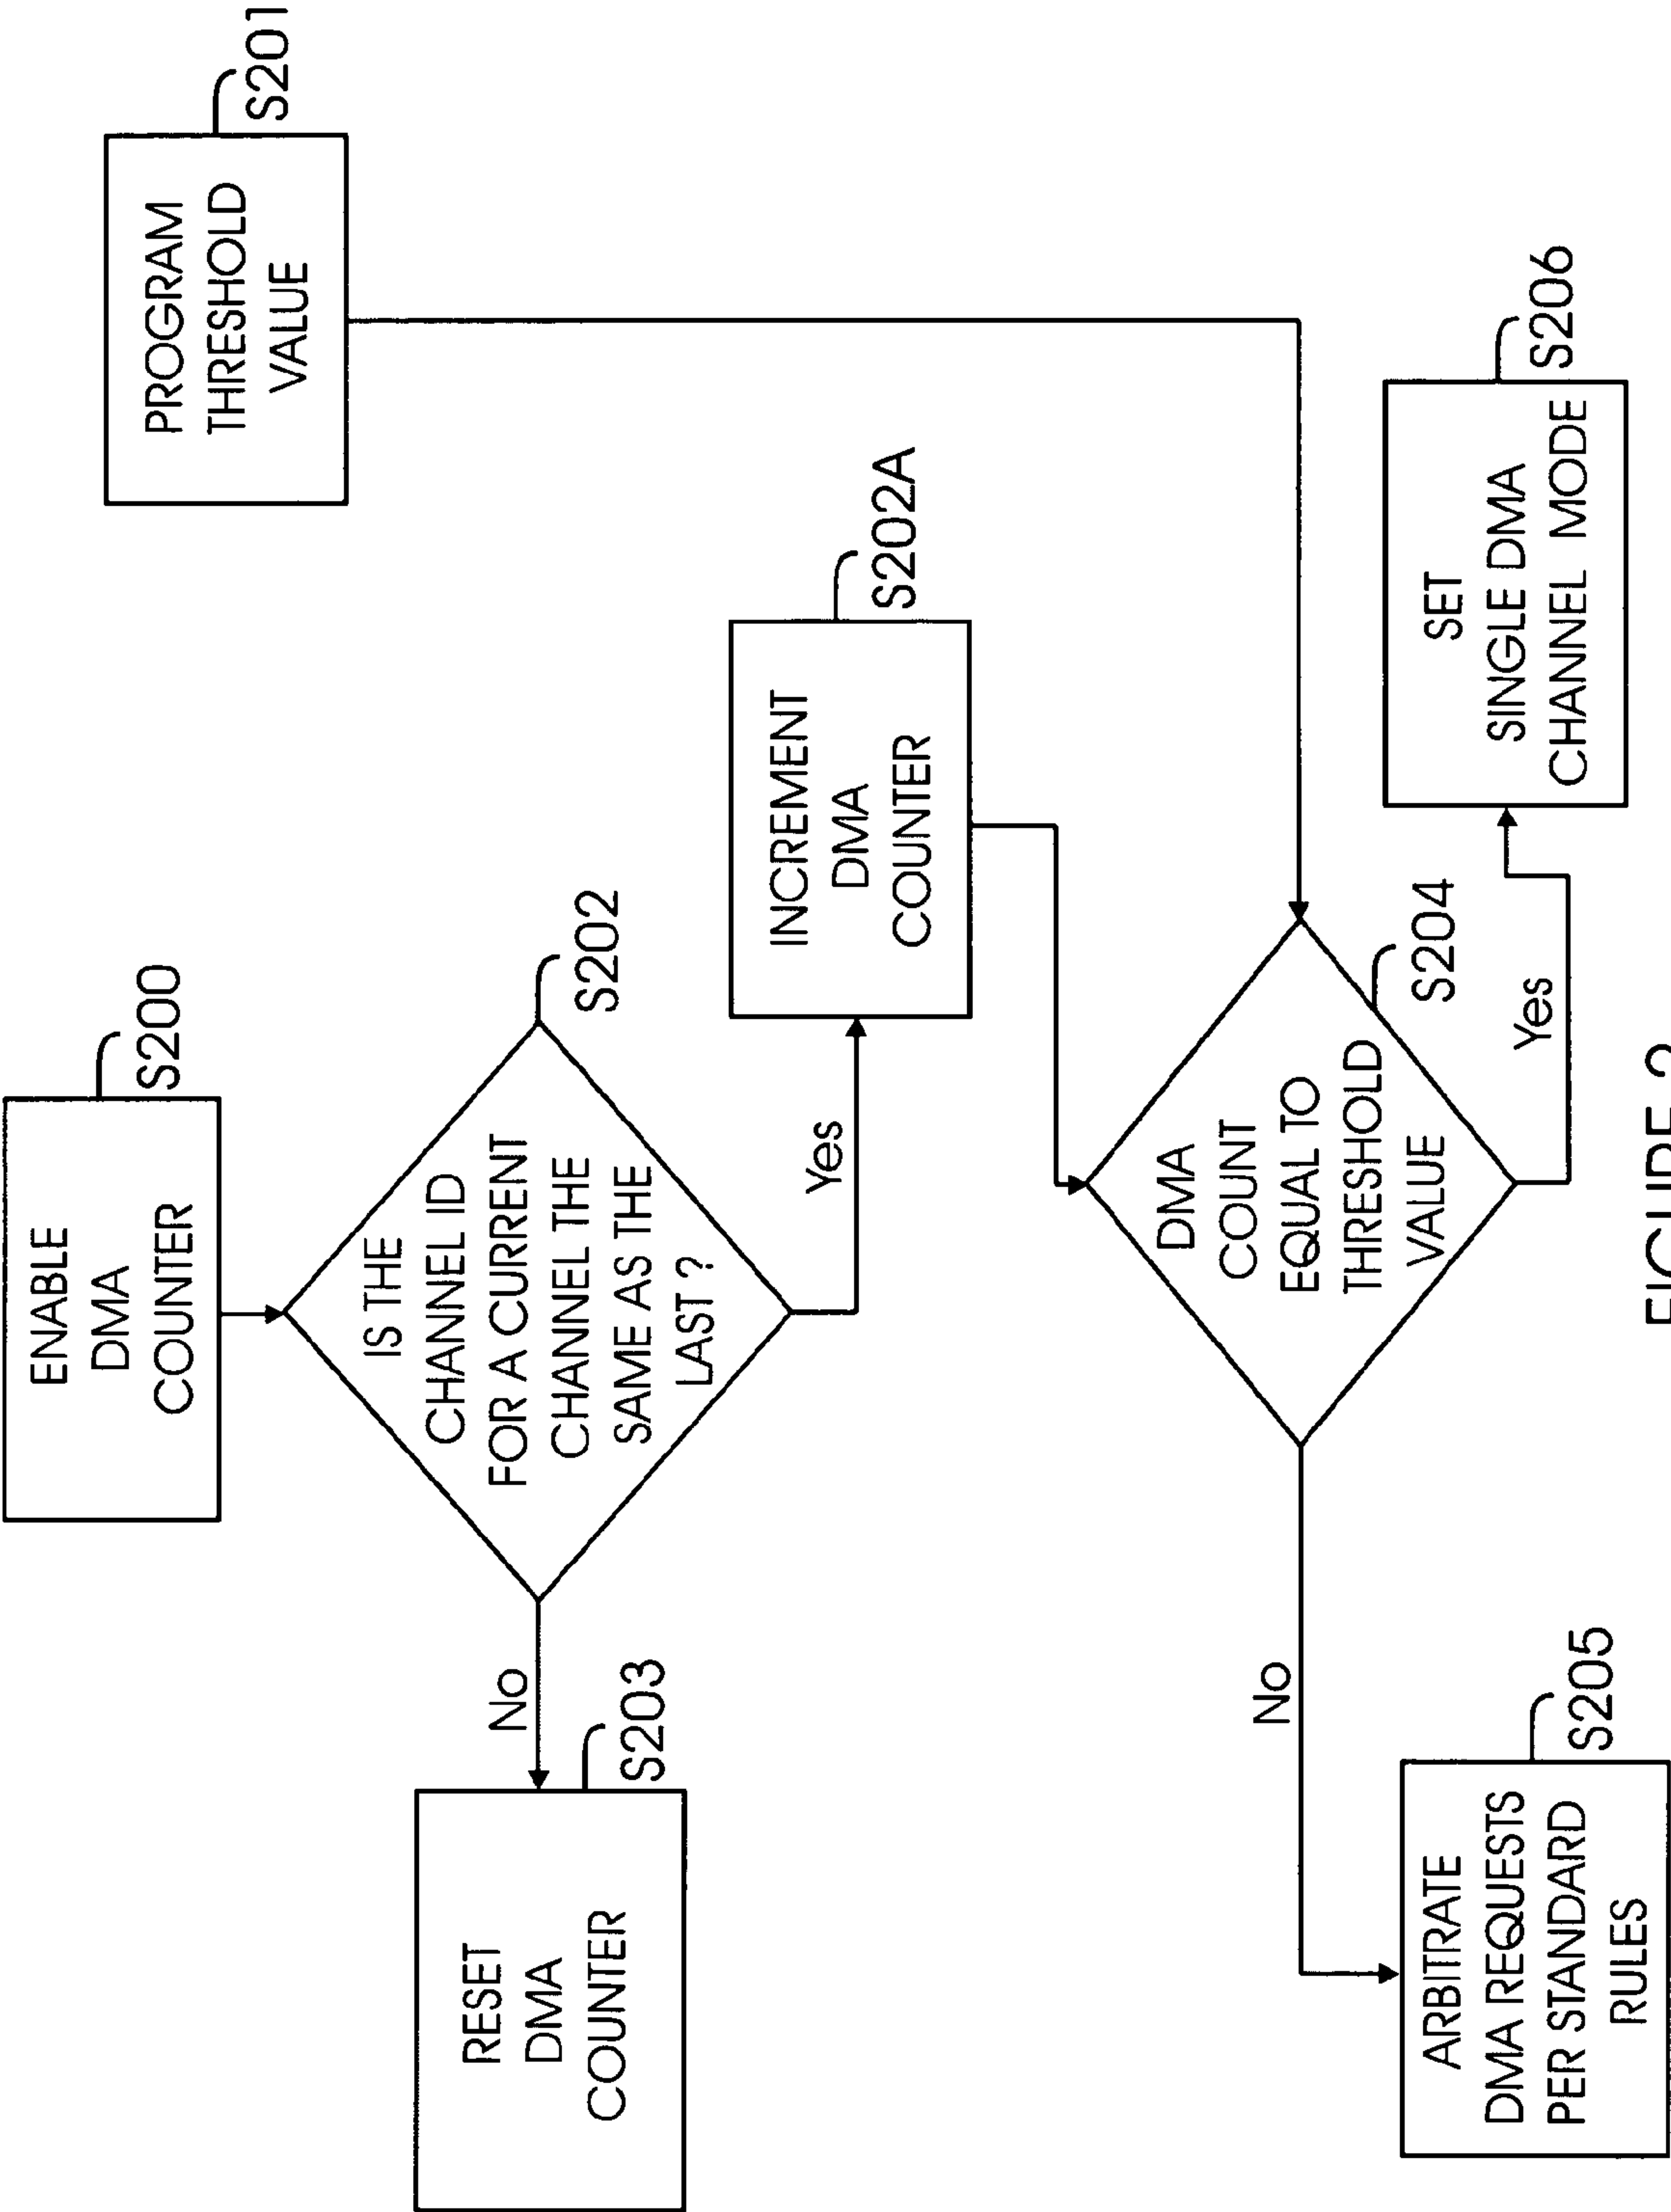 ENABLE
DMA
COUNTER
S200
PROGRAM
THRESHOLD
VALUE
S201
IS THE
CHANNEL ID
FOR A CURRENT
CHANNEL THE
SAME AS THE
LAST ?
S202
No
Yes
RESET
DMA
COUNTER
S203
INCREMENT
DMA
COUNTER
S202A
DMA
COUNT
EQUAL TO
THRESHOLD
VALUE
S204
No
Yes
ARBITRATE
DMA REQUESTS
PER STANDARD
RULES
S205
SET
SINGLE DMA
CHANNEL MODE
S206
FIGURE 2